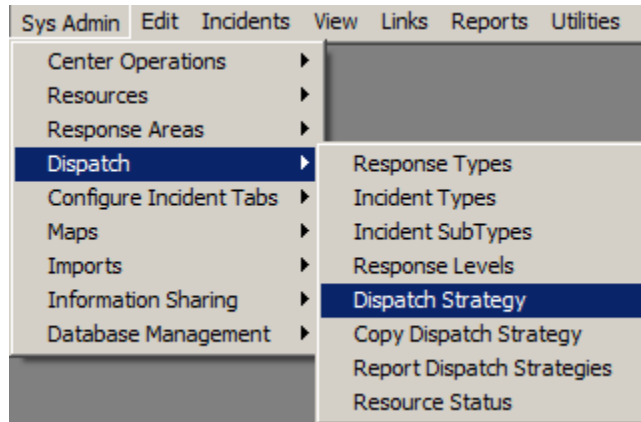 Sys Admin Edit Incidents View Links Reports Utilities
Center Operations
Resources
Response Areas
Dispatch
Configure Incident Tabs
Maps
Imports
Information Sharing
Database Management
Response Types
Incident Types
Incident SubTypes
Response Levels
Dispatch Strategy
Copy Dispatch Strategy
Report Dispatch Strategies
Resource Status